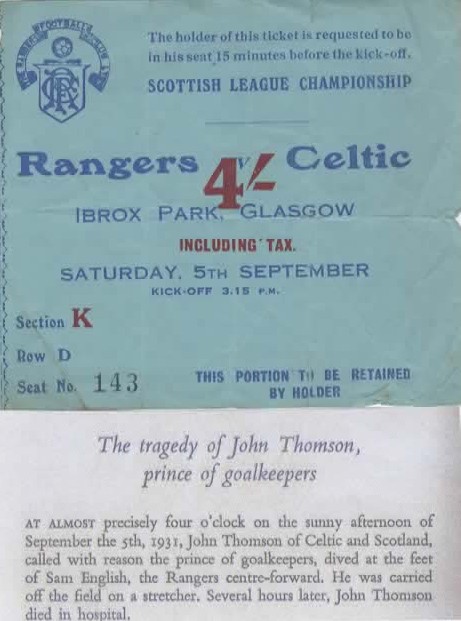 The holder of this ticket is requested to be
in his seat 15 minutes before the kick-off.
SCOTTISH LEAGUE CHAMPIONSHIP
Rangers v Celtic
4/-
IBROX PARK, GLASGOW
INCLUDING TAX.
SATURDAY, 5TH SEPTEMBER
KICK-OFF 3.15 P.M.
Section K
Row D
Seat No. 143
THIS PORTION TO BE RETAINED
BY HOLDER
The tragedy of John Thomson,
prince of goalkeepers
AT ALMOST precisely four o'clock on the sunny afternoon of
September the 5th, 1931, John Thomson of Celtic and Scotland,
called with reason the prince of goalkeepers, dived at the feet
of Sam English, the Rangers centre-forward. He was carried
off the field on a stretcher. Several hours later, John Thomson
died in hospital.